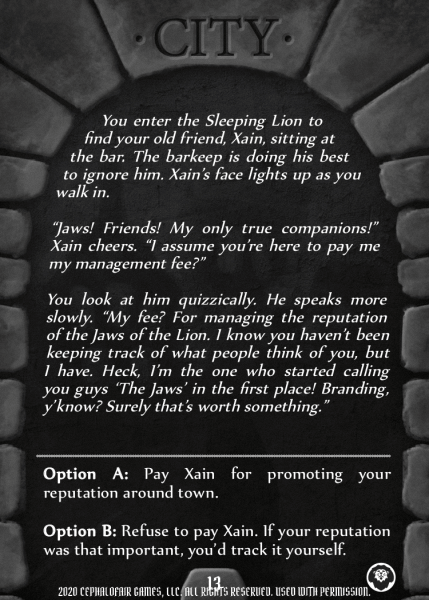 · CITY ·
You enter the Sleeping Lion to
find your old friend, Xain, sitting at
the bar. The barkeep is doing his best
to ignore him. Xain's face lights up as you
walk in.
“Jaws! Friends! My only true companions!”
Xain cheers. “I assume you're here to pay me
my management fee?”
You look at him quizzically. He speaks more
slowly. “My fee? For managing the reputation
of the Jaws of the Lion. I know you haven't been
keeping track of what people think of you, but
I have. Heck, I'm the one who started calling
you guys ‘The Jaws’ in the first place! Branding,
y'know? Surely that's worth something.”
Option A: Pay Xain for promoting your
reputation around town.
Option B: Refuse to pay Xain. If your reputation
was that important, you'd track it yourself.
13
2020 CEPHALOFAIR GAMES, LLC. ALL RIGHTS RESERVED. USED WITH PERMISSION.